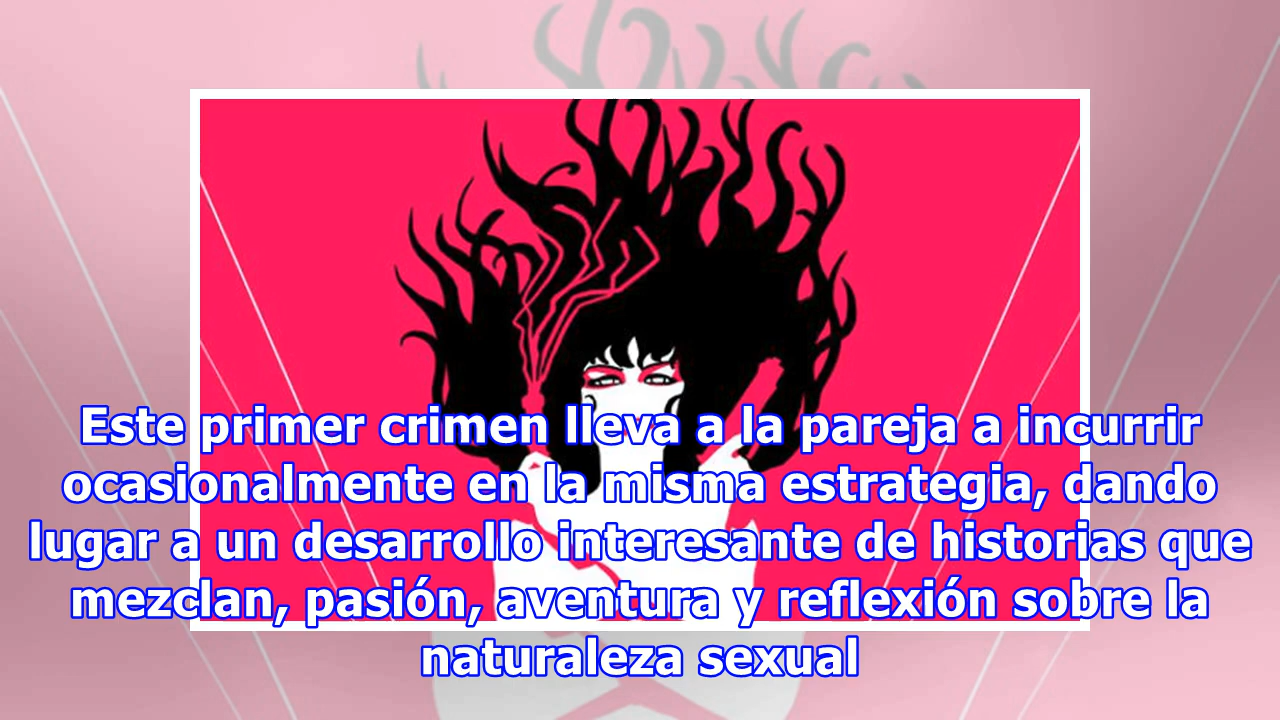 Este primer crimen lleva a la pareja a incurrir
ocasionalmente en la misma estrategia, dando
lugar a un desarrollo interesante de historias que
mezclan, pasión, aventura y reflexión sobre la
naturaleza sexual